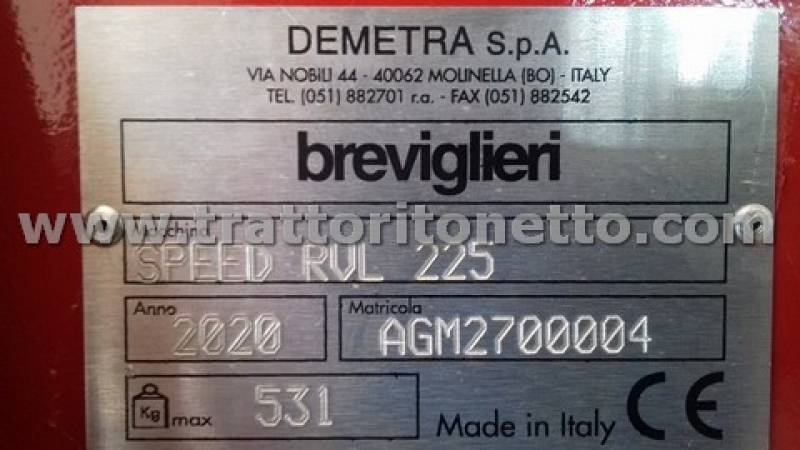 DEMETRA S.p.A.
VIA NOBILI 44 - 40062 MOLINELLA (BO) - ITALY
TEL. (051) 882701 r.a. - FAX (051) 882542
breviglieri
www.trattoritonetto.com
Macchina
SPEED RVL 225
Anno
2020
Matricola
AGM2700004
Kg max 531
Made in Italy CE